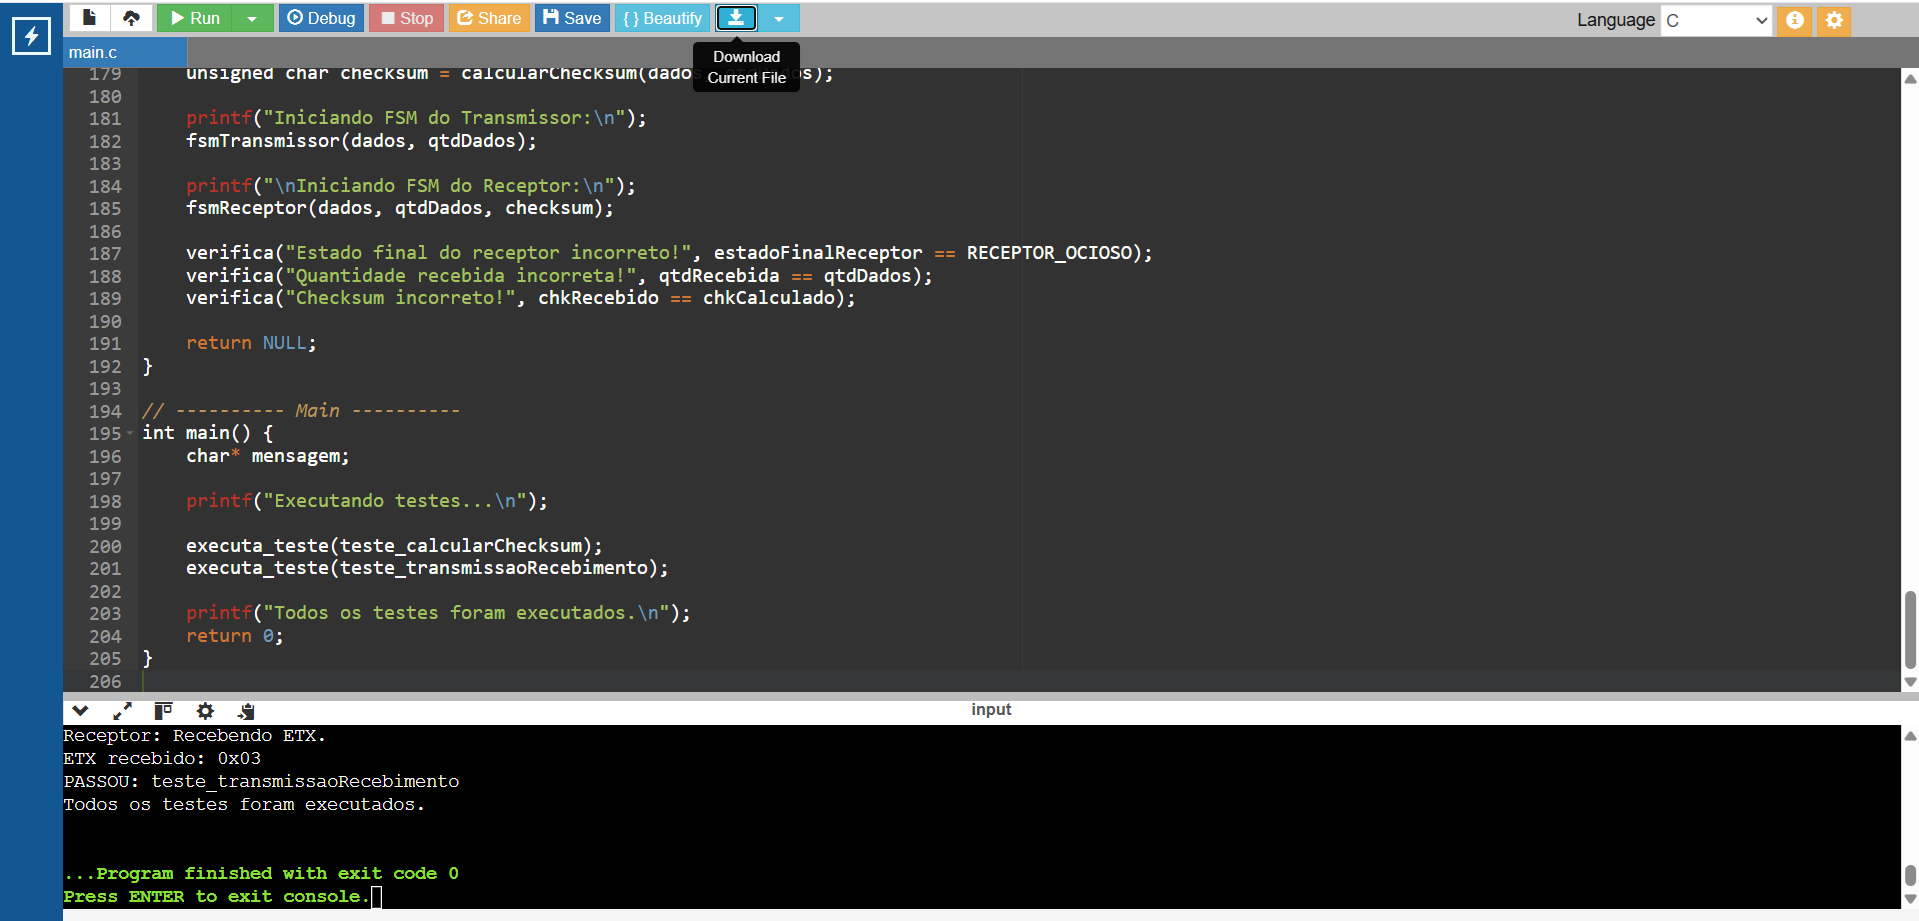 Run Debug Stop Share Save { } Beautify Language C
main.c
Download
Current File
179 unsigned char checksum = calcularChecksum(dados s);
180
181 printf("Iniciando FSM do Transmissor:\n");
182 fsmTransmissor(dados, qtdDados);
183
184 printf("\nIniciando FSM do Receptor:\n");
185 fsmReceptor(dados, qtdDados, checksum);
186
187 verifica("Estado final do receptor incorreto!", estadoFinalReceptor == RECEPTOR_OCIOSO);
188 verifica("Quantidade recebida incorreta!", qtdRecebida == qtdDados);
189 verifica("Checksum incorreto!", chkRecebido == chkCalculado);
190
191 return NULL;
192 }
193
194 // ---------- Main ----------
195 int main() {
196 char* mensagem;
197
198 printf("Executando testes...\n");
199
200 executa_teste(teste_calcularChecksum);
201 executa_teste(teste_transmissaoRecebimento);
202
203 printf("Todos os testes foram executados.\n");
204 return 0;
205 }
206
input
Receptor: Recebendo ETX.
ETX recebido: 0x03
PASSOU: teste_transmissaoRecebimento
Todos os testes foram executados.
...Program finished with exit code 0
Press ENTER to exit console.